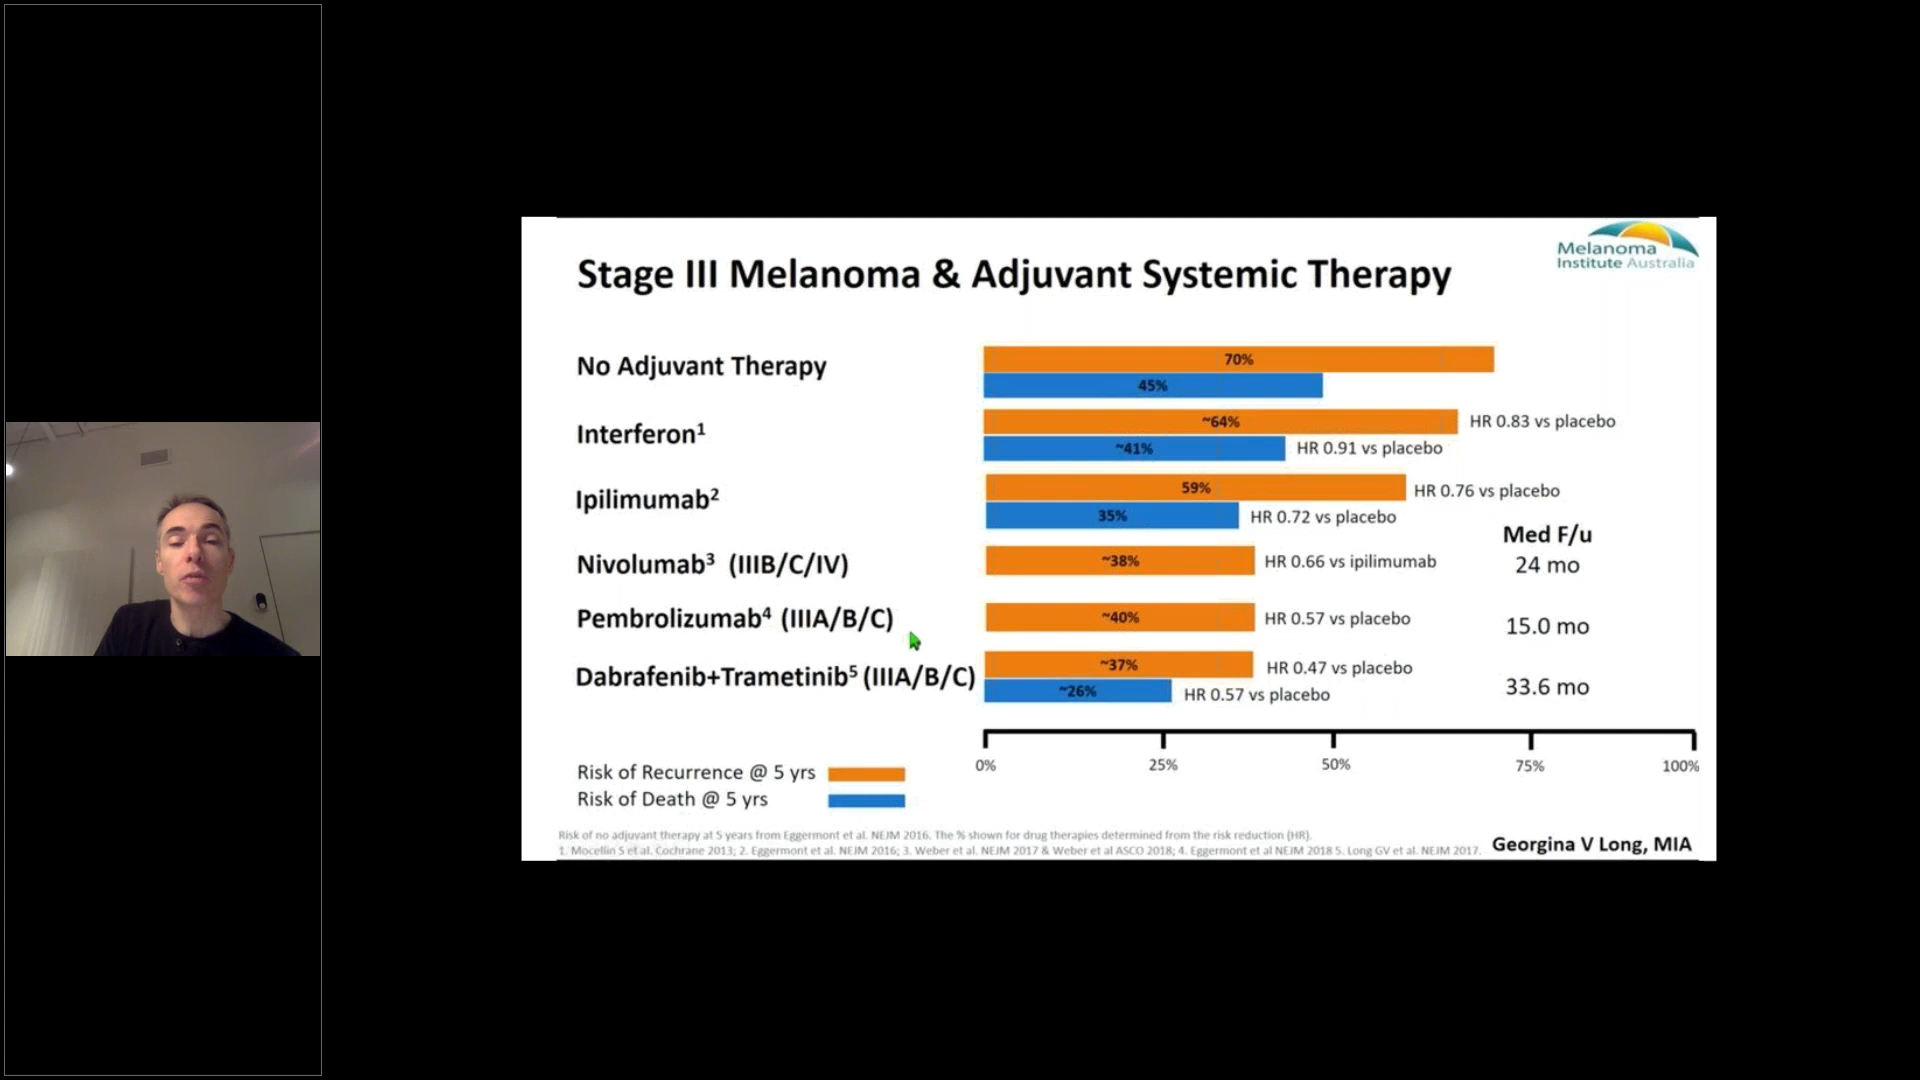 Melanoma
Institute Australia
Stage III Melanoma & Adjuvant Systemic Therapy
No Adjuvant Therapy
70%
45%
Interferon¹
~64%
HR 0.83 vs placebo
~41%
HR 0.91 vs placebo
Ipilimumab²
59%
HR 0.76 vs placebo
35%
HR 0.72 vs placebo
Med F/u
Nivolumab³ (IIIB/C/IV)
~38%
HR 0.66 vs ipilimumab
24 mo
Pembrolizumab⁴ (IIIA/B/C)
~40%
HR 0.57 vs placebo
15.0 mo
Dabrafenib+Trametinib⁵ (IIIA/B/C)
~37%
HR 0.47 vs placebo
~26%
HR 0.57 vs placebo
33.6 mo
0%
25%
50%
75%
100%
Risk of Recurrence @ 5 yrs
Risk of Death @ 5 yrs
Risk of no adjuvant therapy at 5 years from Eggermont et al. NEJM 2016. The % shown for drug therapies determined from the risk reduction (HR).
1. Mocellin S et al. Cochrane 2013; 2. Eggermont et al. NEJM 2016; 3. Weber et al. NEJM 2017 & Weber et al ASCO 2018; 4. Eggermont et al NEJM 2018 5. Long GV et al. NEJM 2017.
Georgina V Long, MIA